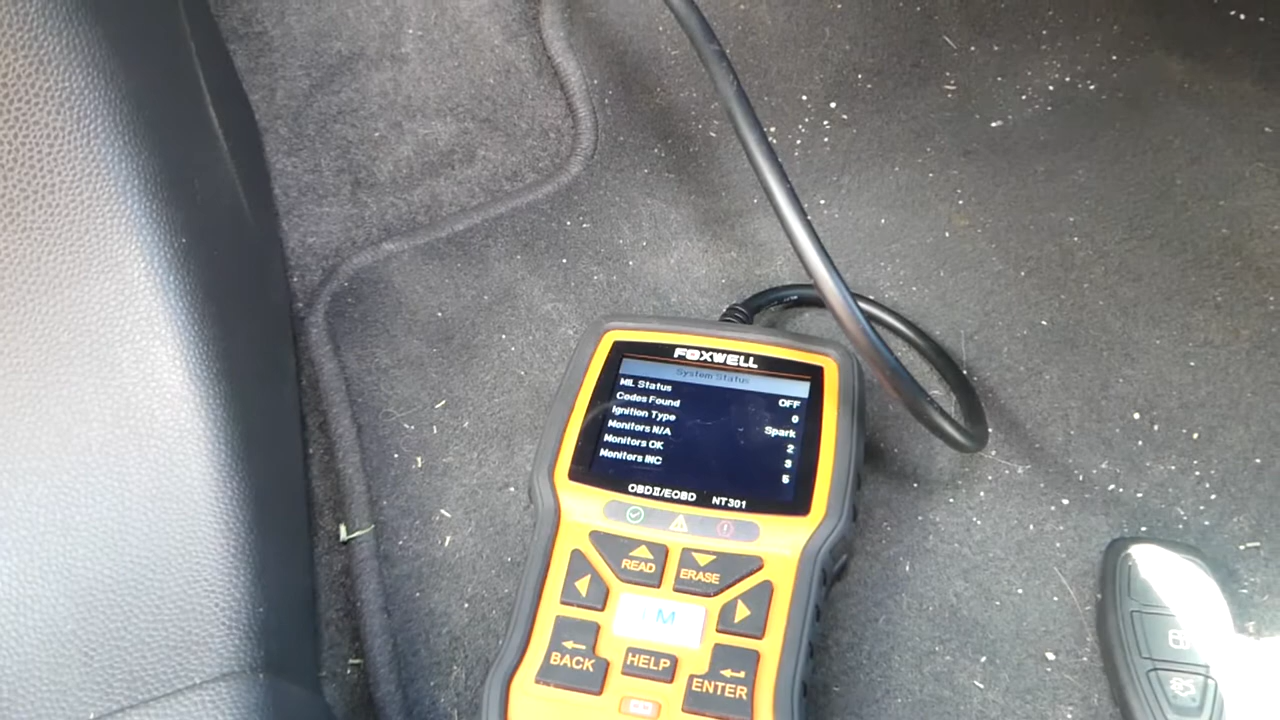 FOXWELL
System Status
MIL Status OFF
Codes Found 0
Ignition Type Spark
Monitors N/A 2
Monitors OK 3
Monitors INC 5
OBDII/EOBD NT301
READ ERASE
M
BACK HELP ENTER